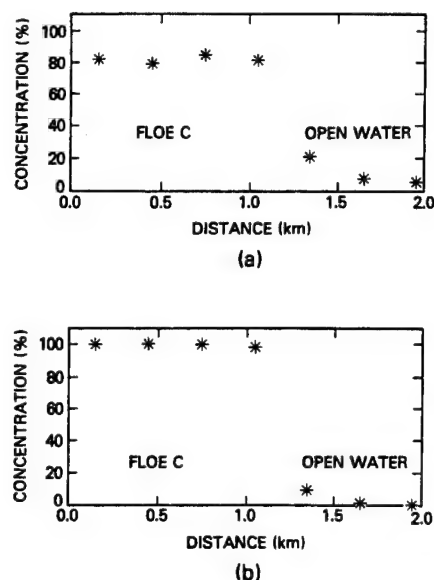 CONCENTRATION (%)
100
80
60
40
20
0
FLOE C
OPEN WATER
0.0
0.5
1.0
1.5
2.0
DISTANCE (km)
(a)
CONCENTRATION (%)
100
80
60
40
20
0
FLOE C
OPEN WATER
0.0
0.5
1.0
1.5
2.0
DISTANCE (km)
(b)